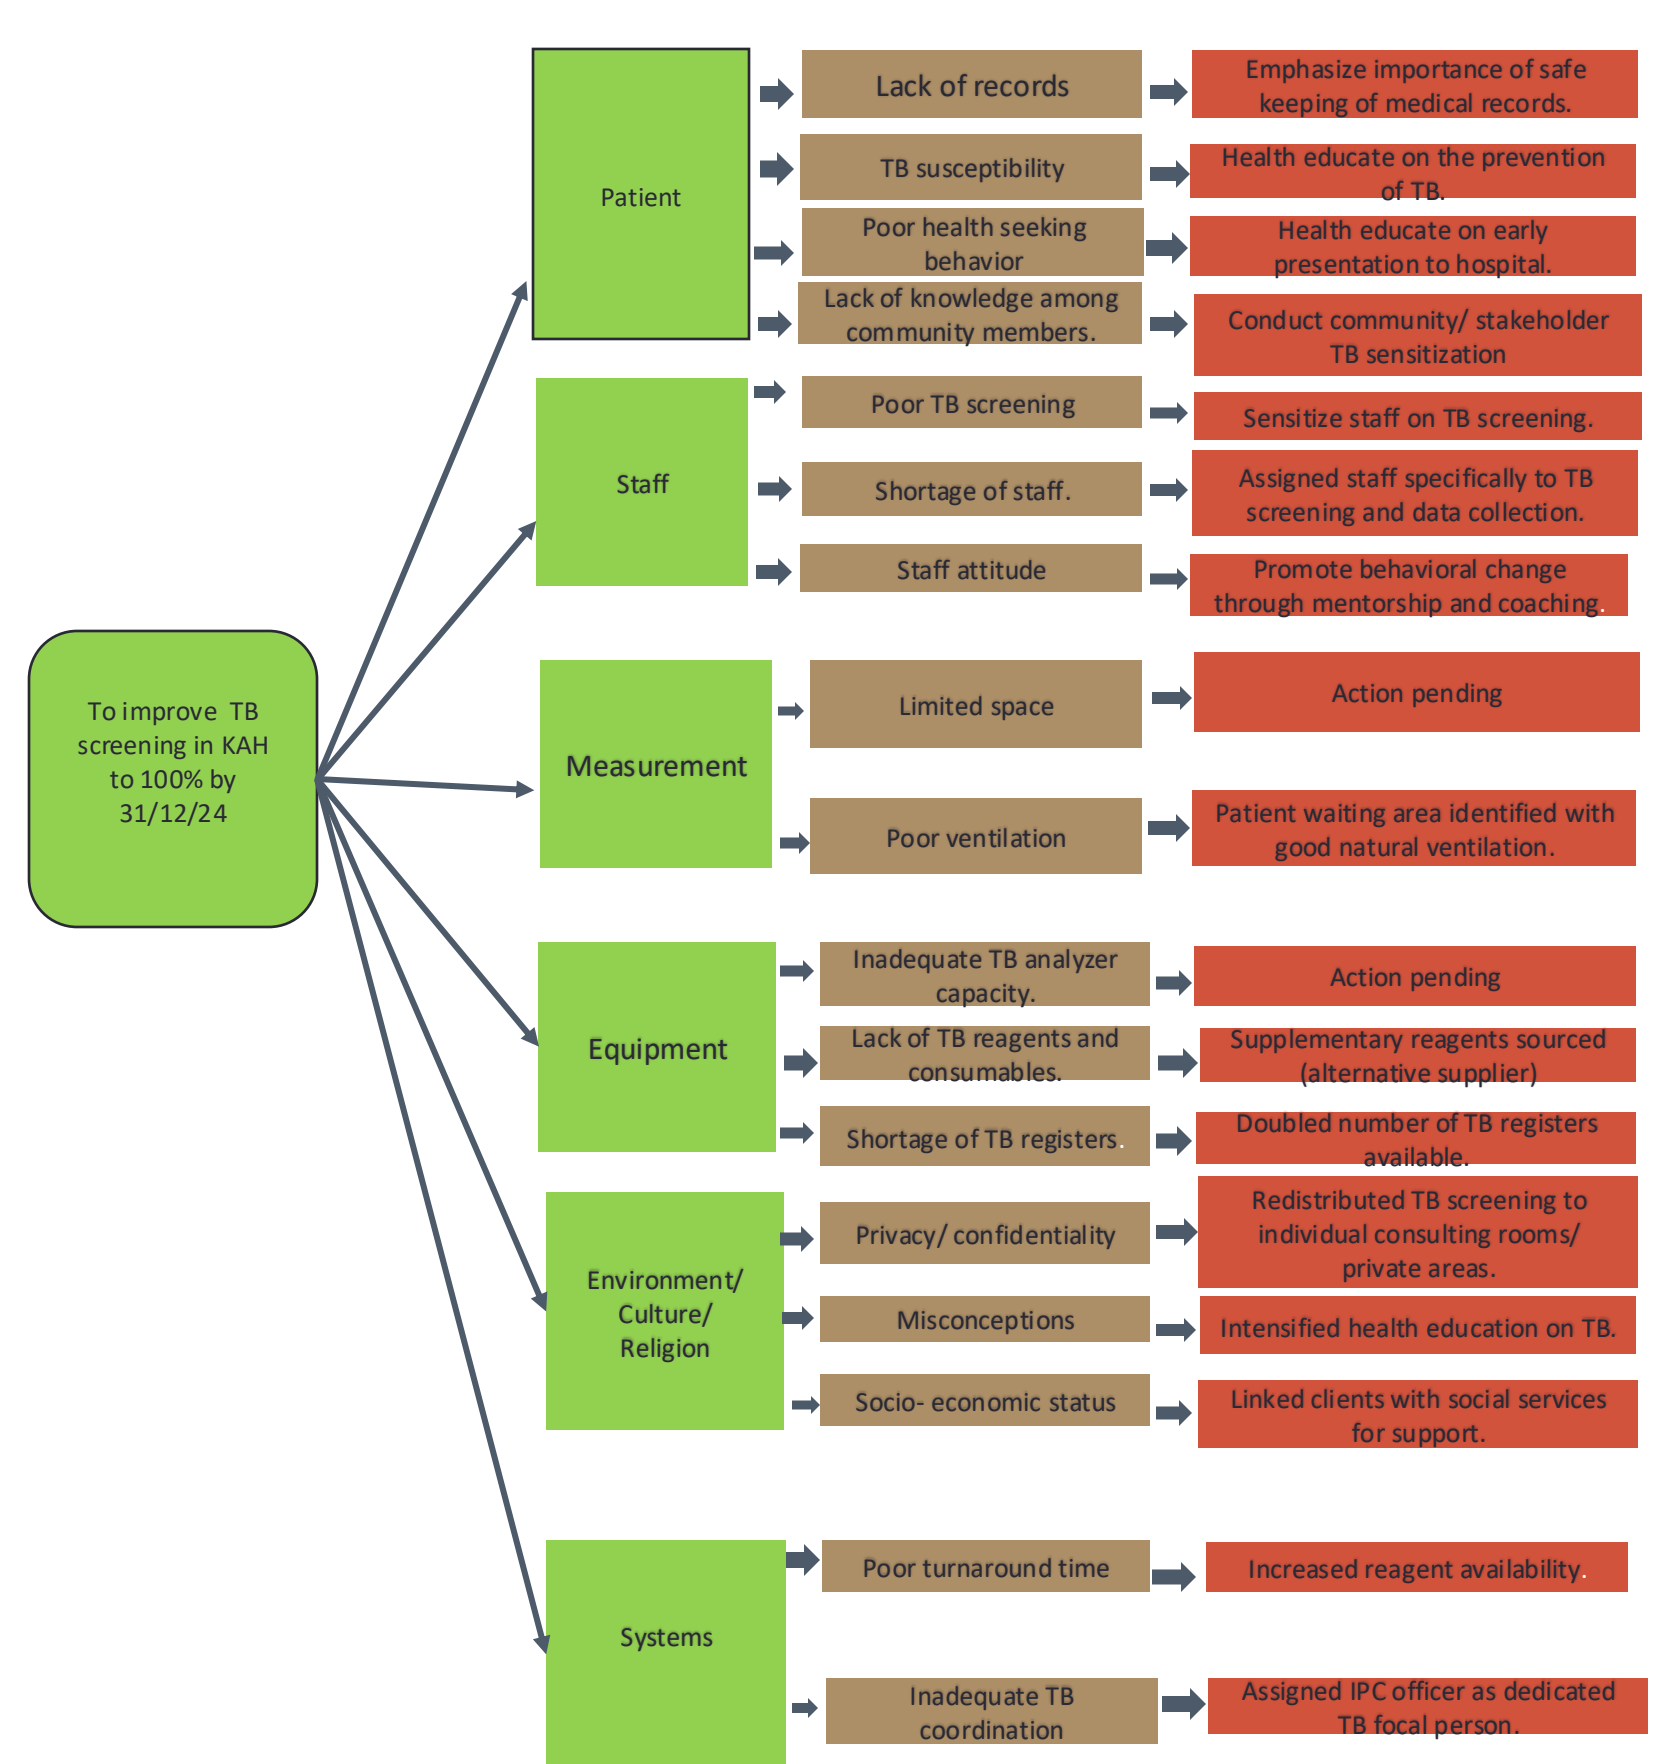 To improve TB
screening in KAH
to 100% by
31/12/24
Patient
Lack of records
Emphasize importance of safe
keeping of medical records.
TB susceptibility
Health educate on the prevention
of TB.
Poor health seeking
behavior
Health educate on early
presentation to hospital.
Lack of knowledge among
community members.
Conduct community/ stakeholder
TB sensitization
Staff
Poor TB screening
Sensitize staff on TB screening.
Shortage of staff.
Assigned staff specifically to TB
screening and data collection.
Staff attitude
Promote behavioral change
through mentorship and coaching.
Measurement
Limited space
Action pending
Poor ventilation
Patient waiting area identified with
good natural ventilation.
Equipment
Inadequate TB analyzer
capacity.
Action pending
Lack of TB reagents and
consumables.
Supplementary reagents sourced
(alternative supplier)
Shortage of TB registers.
Doubled number of TB registers
available.
Environment/
Culture/
Religion
Privacy/ confidentiality
Redistributed TB screening to
individual consulting rooms/
private areas.
Misconceptions
Intensified health education on TB.
Socio- economic status
Linked clients with social services
for support.
Systems
Poor turnaround time
Increased reagent availability.
Inadequate TB
coordination
Assigned IPC officer as dedicated
TB focal person.